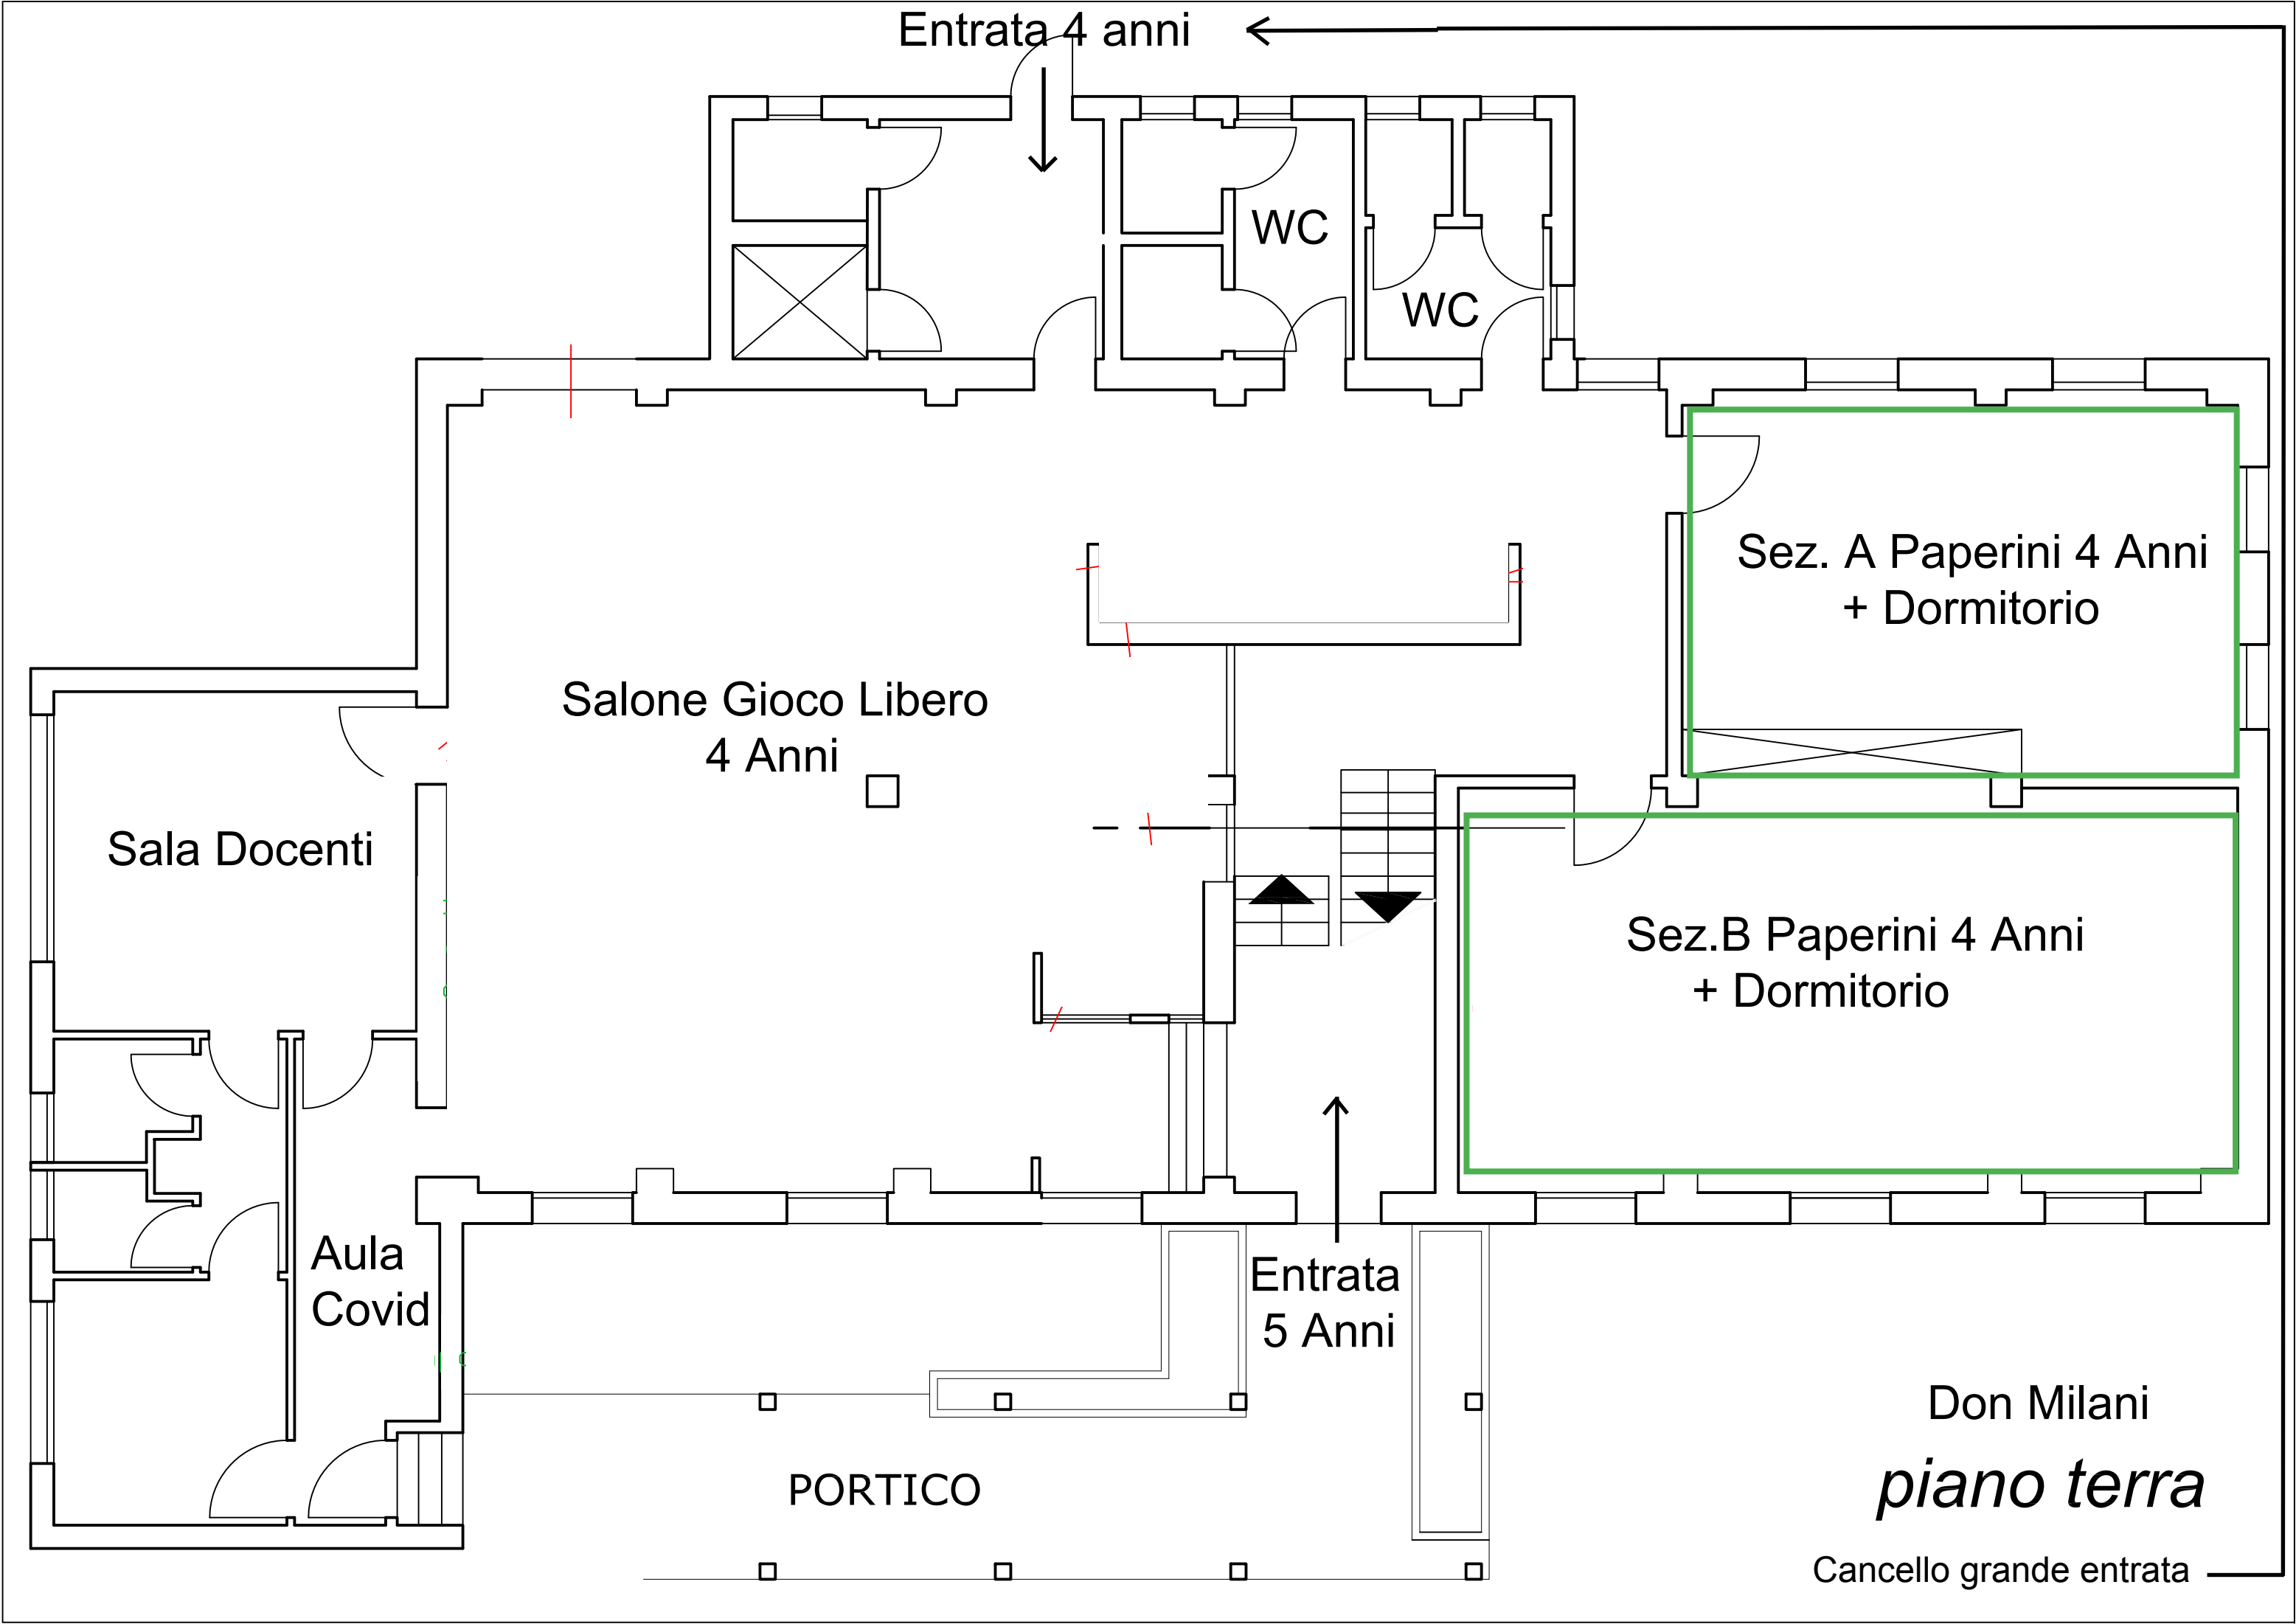 Entrata 4 anni
WC
WC
Sez. A Paperini 4 Anni
+ Dormitorio
Salone Gioco Libero
4 Anni
Sala Docenti
Sez.B Paperini 4 Anni
+ Dormitorio
Aula
Covid
Entrata
5 Anni
PORTICO
Don Milani
piano terra
Cancello grande entrata